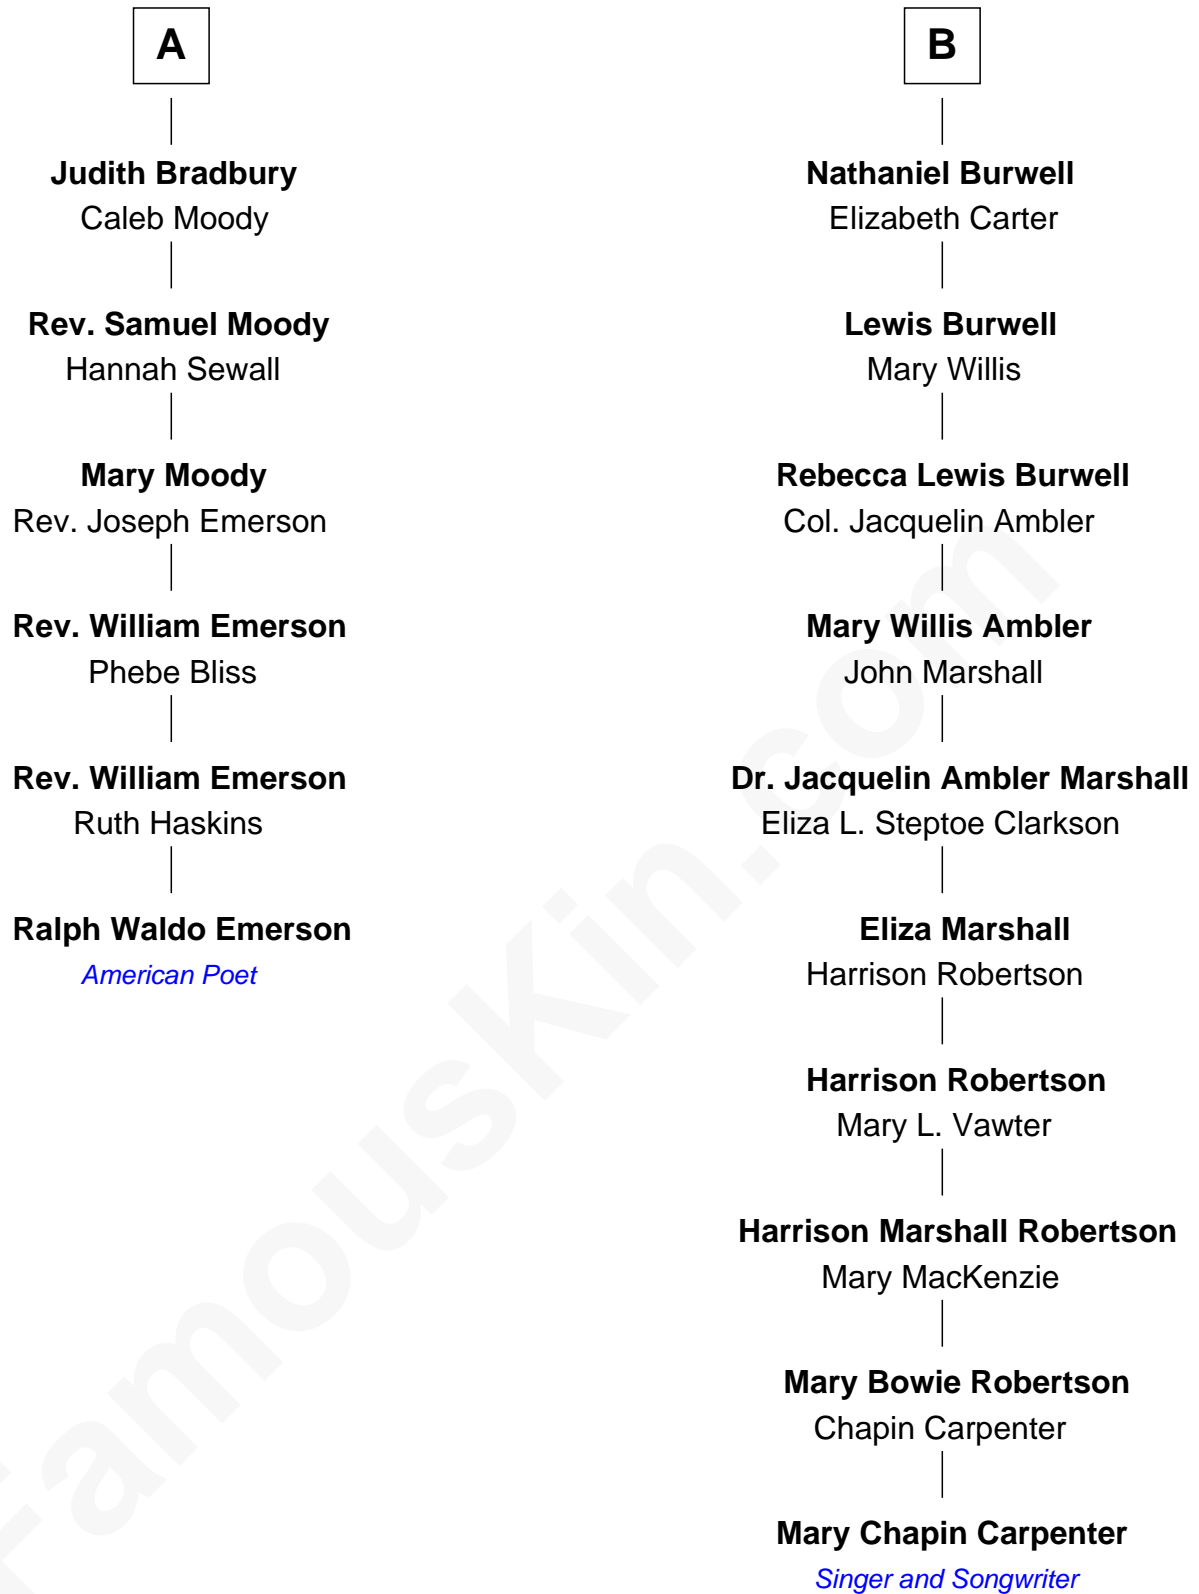 A
Judith Bradbury
Caleb Moody
Rev. Samuel Moody
Hannah Sewall
Mary Moody
Rev. Joseph Emerson
Rev. William Emerson
Phebe Bliss
Rev. William Emerson
Ruth Haskins
Ralph Waldo Emerson
American Poet
B
Nathaniel Burwell
Elizabeth Carter
Lewis Burwell
Mary Willis
Rebecca Lewis Burwell
Col. Jacquelin Ambler
Mary Willis Ambler
John Marshall
Dr. Jacquelin Ambler Marshall
Eliza L. Steptoe Clarkson
Eliza Marshall
Harrison Robertson
Harrison Robertson
Mary L. Vawter
Harrison Marshall Robertson
Mary MacKenzie
Mary Bowie Robertson
Chapin Carpenter
Mary Chapin Carpenter
Singer and Songwriter
FamousKin.com